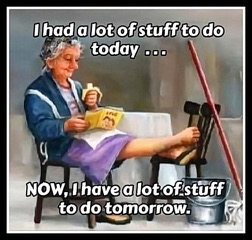 I had a lot of stuff to do
today . . .
NOW, I have a lot of stuff
to do tomorrow.